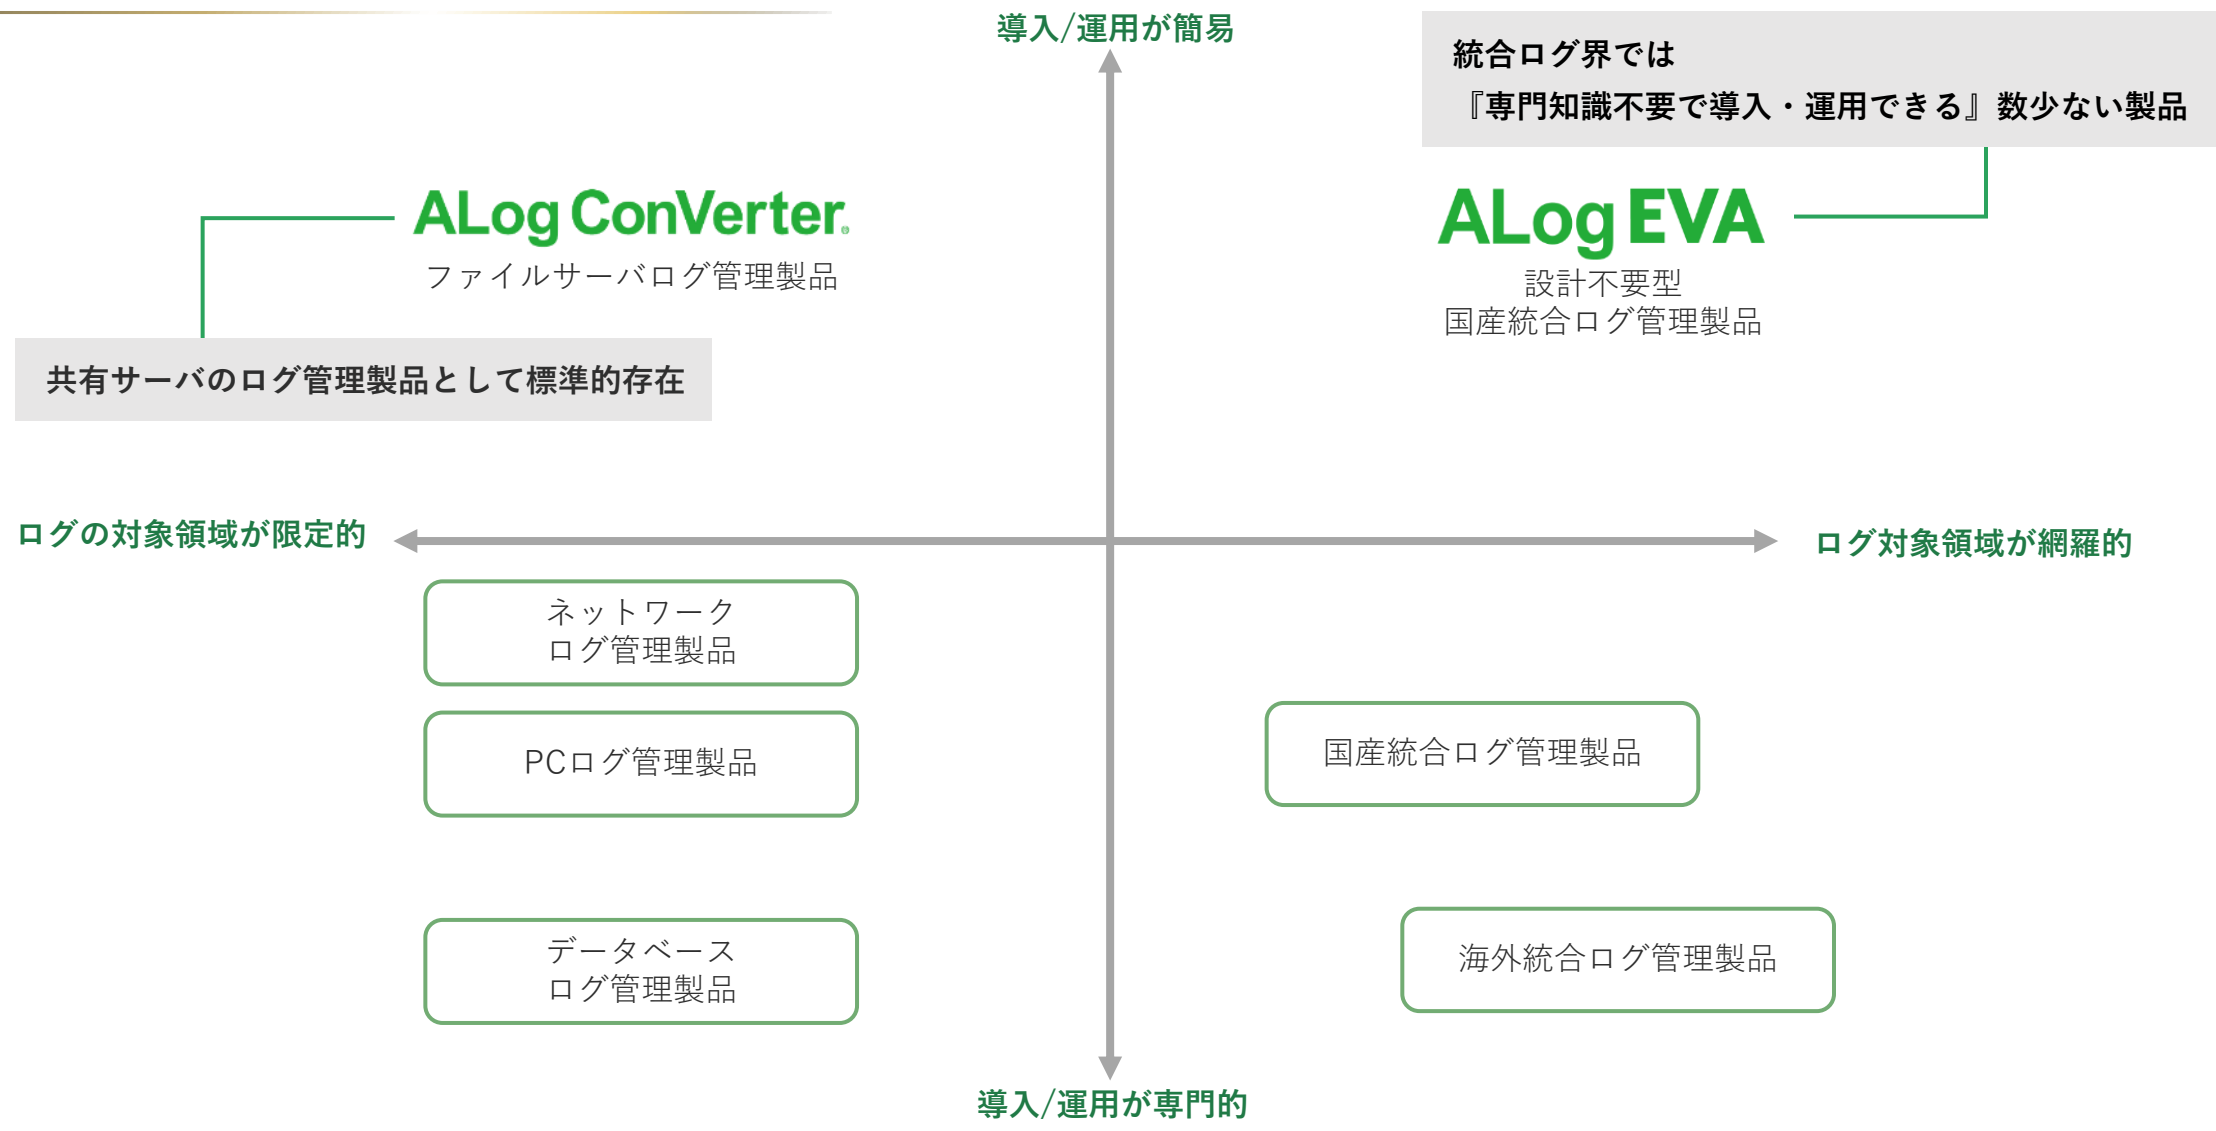 導入/運用が簡易
統合ログ界では
『専門知識不要で導入・運用できる』数少ない製品
ALog ConVerter®
ファイルサーバログ管理製品
ALog EVA
設計不要型
国産統合ログ管理製品
共有サーバのログ管理製品として標準的存在
ログの対象領域が限定的
ログ対象領域が網羅的
ネットワーク
ログ管理製品
PCログ管理製品
国産統合ログ管理製品
データベース
ログ管理製品
海外統合ログ管理製品
導入/運用が専門的